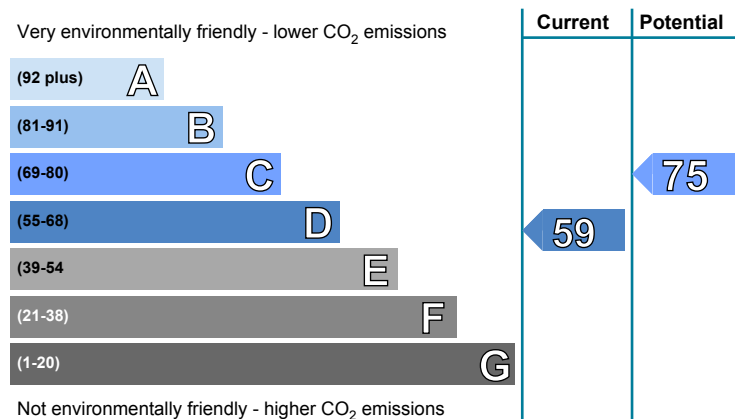 Very environmentally friendly - lower CO₂ emissions
Current
Potential
(92 plus) A
(81-91) B
(69-80) C
75
(55-68) D
59
(39-54 E
(21-38) F
(1-20) G
Not environmentally friendly - higher CO₂ emissions